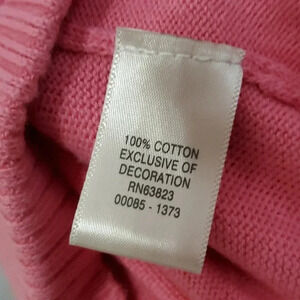 100% COTTON
EXCLUSIVE OF
DECORATION
RN63823
00085 - 1373